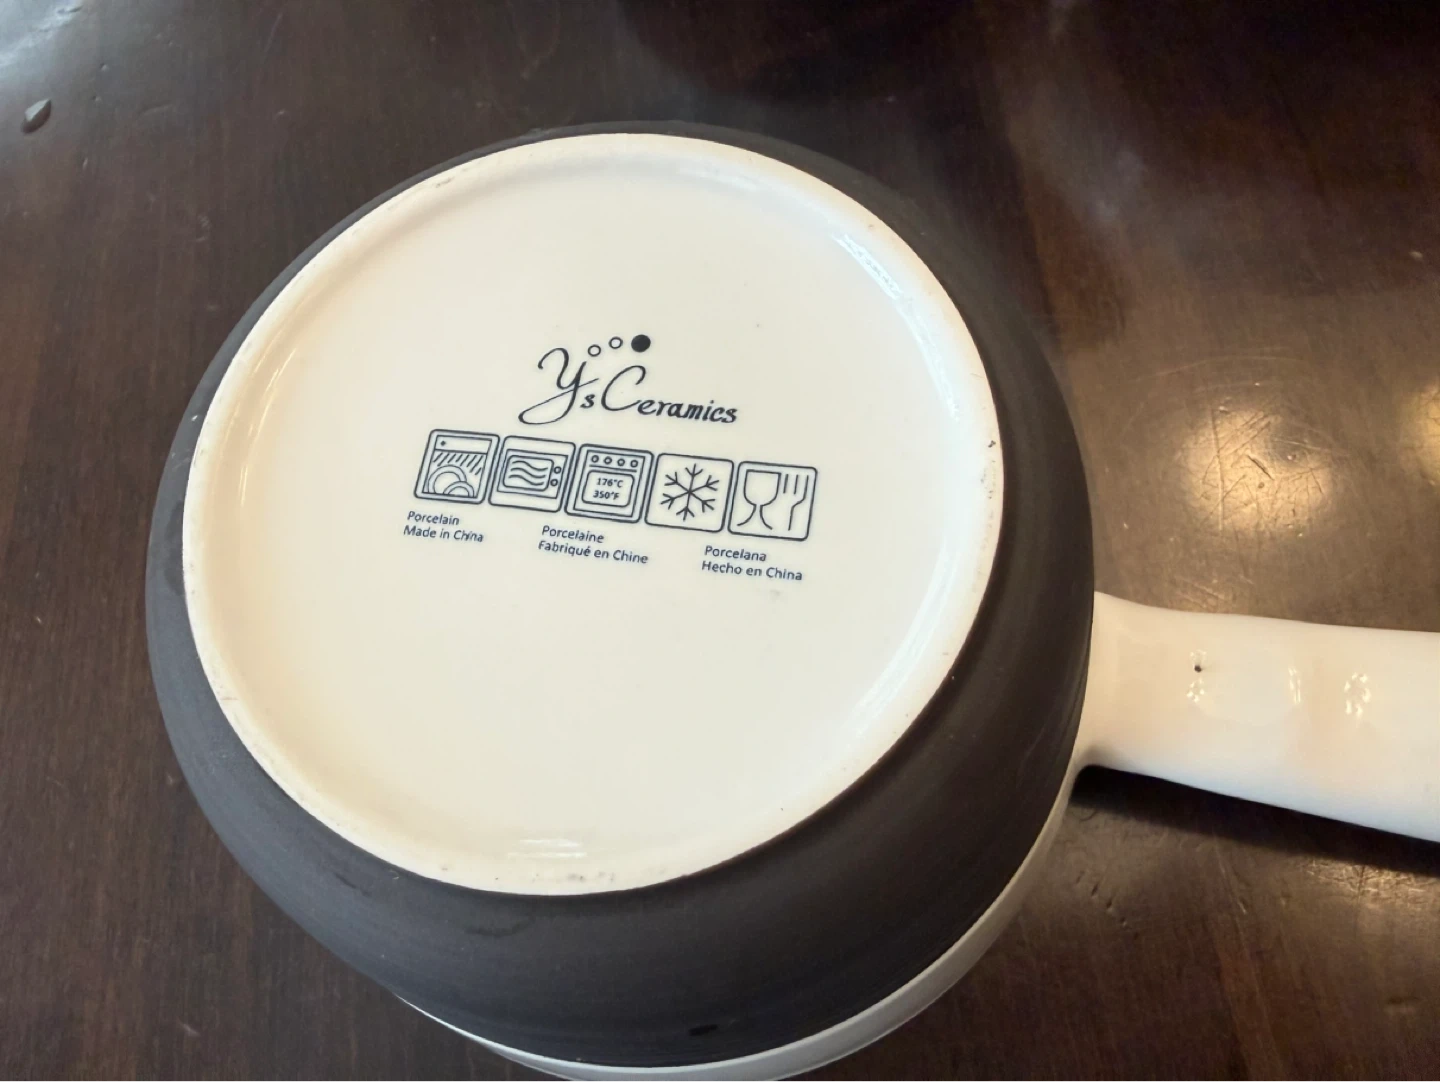 Ys Ceramics
176°C
350°F
Porcelain
Made in China
Porcelaine
Fabriqué en Chine
Porcelana
Hecho en China